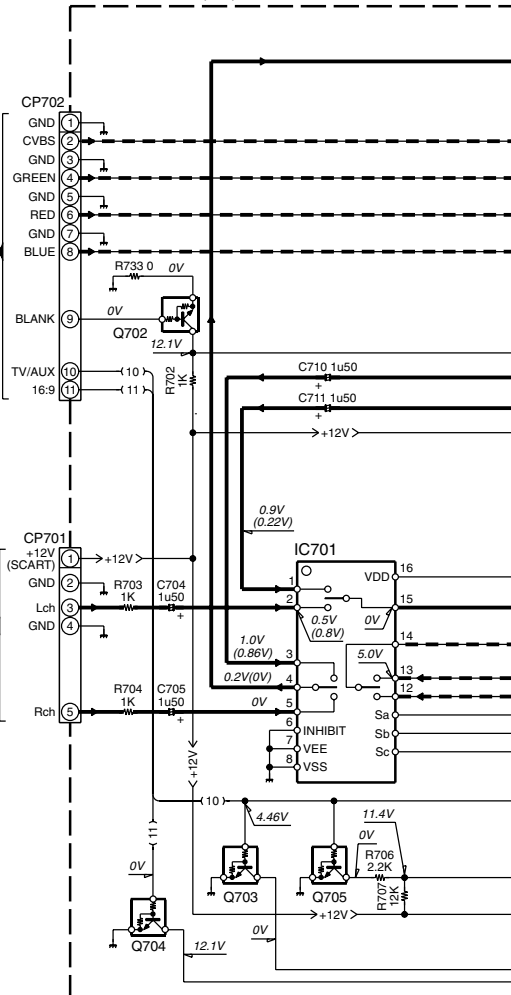 CP702
GND 1
CVBS 2
GND 3
GREEN 4
GND 5
RED 6
GND 7
BLUE 8
R733 0 0V
BLANK 9 0V
Q702
12.1V
TV/AUX 10 10
16:9 11 11
R702
1K
C710 1u50
+
C711 1u50
+
+12V
0.9V
(0.22V)
CP701
+12V
(SCART)
1 +12V
GND 2
Lch 3
GND 4
R703
1K
C704
1u50
+
IC701
1
2
VDD 16
15
0.5V
(0.8V)
0V
14
1.0V
(0.86V)
3
5.0V
13
0.2V(0V)
4
12
R704
1K
C705
1u50
+
Rch 5
0V
5
Sa
6 INHIBIT
Sb
7 VEE
Sc
8 VSS
+12V
10
4.46V
11
11.4V
0V
R706
2.2K
R707
12K
0V
Q703
Q705
+12V
Q704
0V
12.1V